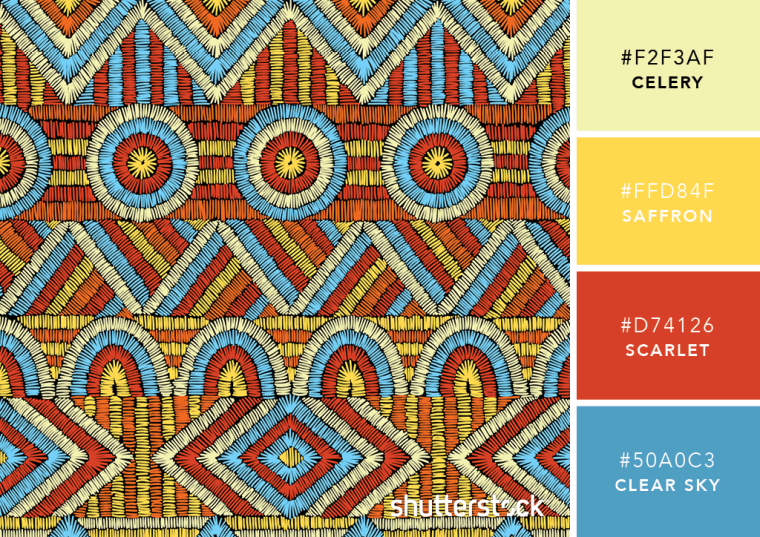 #F2F3AF
CELERY
#FFD84F
SAFFRON
#D74126
SCARLET
#50A0C3
CLEAR SKY
shutterstock